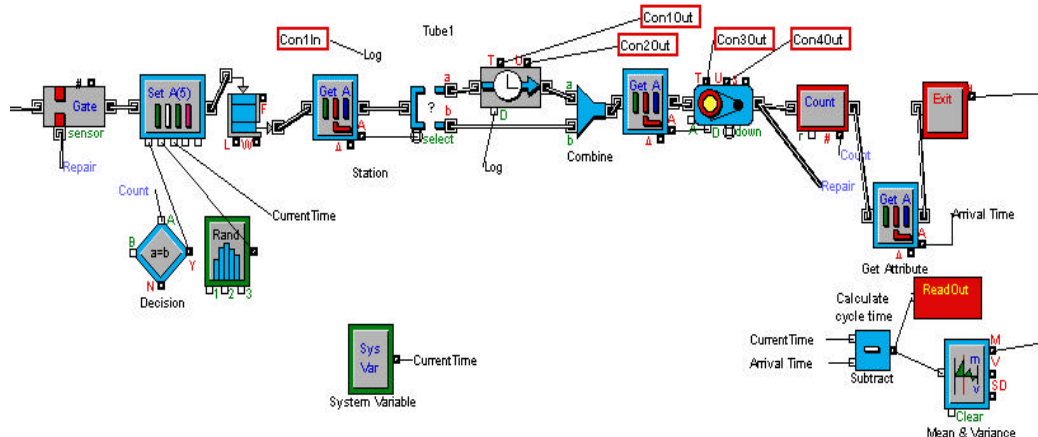 Con1In
Log
Tube1
Con1Out
Con2Out
Con3Out
Con4Out
#
Gate
sensor
Repair
Set A(5)
F
L W
Get A
A
Δ
Station
?
a
b
select
T U
D
Log
a
b
Combine
Get A
A
Δ
T U
A D down
Count
r #
Count
Exit
#
Repair
Get A
A
Δ
Get Attribute
Arrival Time
Count
CurrentTime
A
B
a=b
Y
N
Decision
Rand
1 2 3
Sys
Var
CurrentTime
System Variable
Calculate
cycle time
ReadOut
CurrentTime
Arrival Time
-
Subtract
M
V
SD
m
v
Clear
Mean & Variance